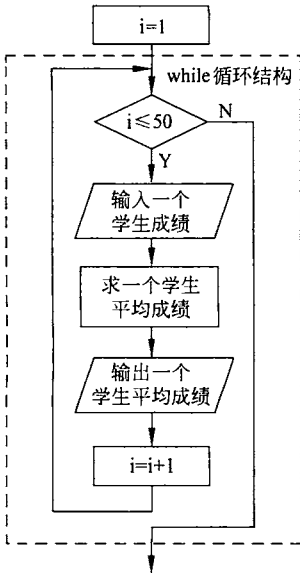 i=1
while循环结构
i≤50
N
Y
输入一个
学生成绩
求一个学生
平均成绩
输出一个
学生平均成绩
i=i+1